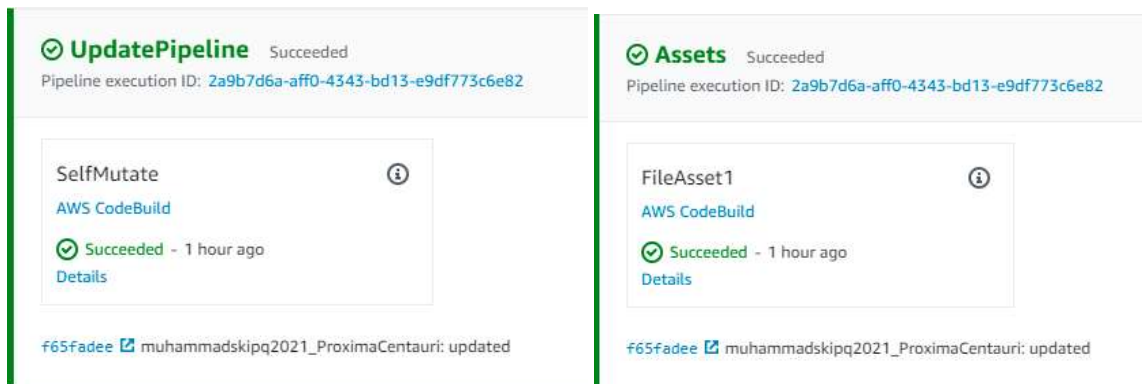 UpdatePipeline Succeeded
Pipeline execution ID: 2a9b7d6a-aff0-4343-bd13-e9df773c6e82
SelfMutate
AWS CodeBuild
Succeeded - 1 hour ago
Details
f65fadee muhammadskipq2021_ProximaCentauri: updated
Assets Succeeded
Pipeline execution ID: 2a9b7d6a-aff0-4343-bd13-e9df773c6e82
FileAsset1
AWS CodeBuild
Succeeded - 1 hour ago
Details
f65fadee muhammadskipq2021_ProximaCentauri: updated